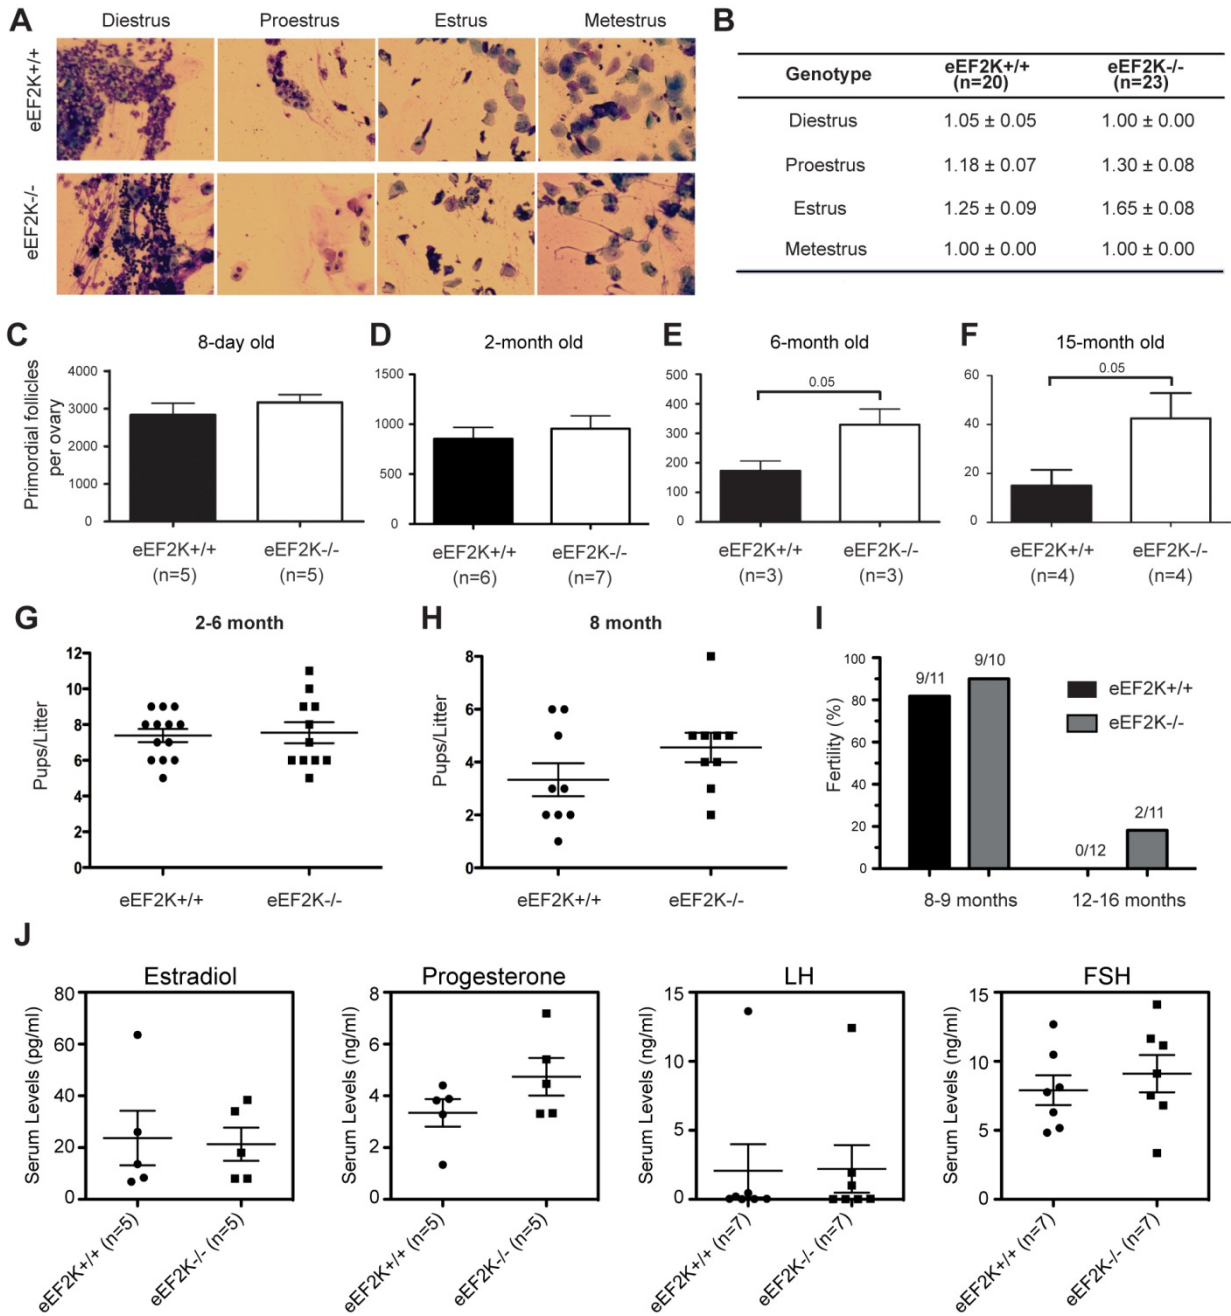 A
Diestrus Proestrus Estrus Metestrus
eEF2K+/+
eEF2K-/-
B
Genotype eEF2K+/+ (n=20) eEF2K-/- (n=23)
Diestrus 1.05 ± 0.05 1.00 ± 0.00
Proestrus 1.18 ± 0.07 1.30 ± 0.08
Estrus 1.25 ± 0.09 1.65 ± 0.08
Metestrus 1.00 ± 0.00 1.00 ± 0.00
C
8-day old
Primordial follicles
per ovary
4000
3000
2000
1000
0
eEF2K+/+ eEF2K-/-
(n=5) (n=5)
D
2-month old
1500
1000
500
0
eEF2K+/+ eEF2K-/-
(n=6) (n=7)
E
6-month old
0.05
500
400
300
200
100
0
eEF2K+/+ eEF2K-/-
(n=3) (n=3)
F
15-month old
0.05
60
40
20
0
eEF2K+/+ eEF2K-/-
(n=4) (n=4)
G
2-6 month
Pups/Litter
12
10
8
6
4
2
0
eEF2K+/+ eEF2K-/-
H
8 month
Pups/Litter
8
6
4
2
0
eEF2K+/+ eEF2K-/-
I
Fertility (%)
100
80
60
40
20
0
9/11 9/10
0/12 2/11
eEF2K+/+
eEF2K-/-
8-9 months 12-16 months
J
Estradiol
Serum Levels (pg/ml)
80
60
40
20
0
eEF2K+/+ (n=5) eEF2K-/- (n=5)
Progesterone
Serum Levels (ng/ml)
8
6
4
2
0
eEF2K+/+ (n=5) eEF2K-/- (n=5)
LH
Serum Levels (ng/ml)
15
10
5
0
eEF2K+/+ (n=7) eEF2K-/- (n=7)
FSH
Serum Levels (ng/ml)
15
10
5
0
eEF2K+/+ (n=7) eEF2K-/- (n=7)